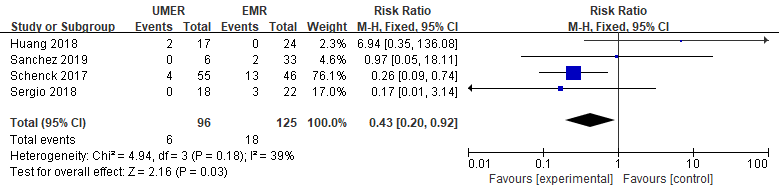 UMER EMR Risk Ratio Risk Ratio
Study or Subgroup Events Total Events Total Weight M-H, Fixed, 95% CI M-H, Fixed, 95% CI
Huang 2018 2 17 0 24 2.3% 6.94 [0.35, 136.08]
Sanchez 2019 0 6 2 33 4.6% 0.97 [0.05, 18.11]
Schenck 2017 4 55 13 46 76.1% 0.26 [0.09, 0.74]
Sergio 2018 0 18 3 22 17.0% 0.17 [0.01, 3.14]
Total (95% CI) 96 125 100.0% 0.43 [0.20, 0.92]
Total events 6 18
Heterogeneity: Chi² = 4.94, df = 3 (P = 0.18); I² = 39%
Test for overall effect: Z = 2.16 (P = 0.03)
0.01 0.1 1 10 100
Favours [experimental] Favours [control]